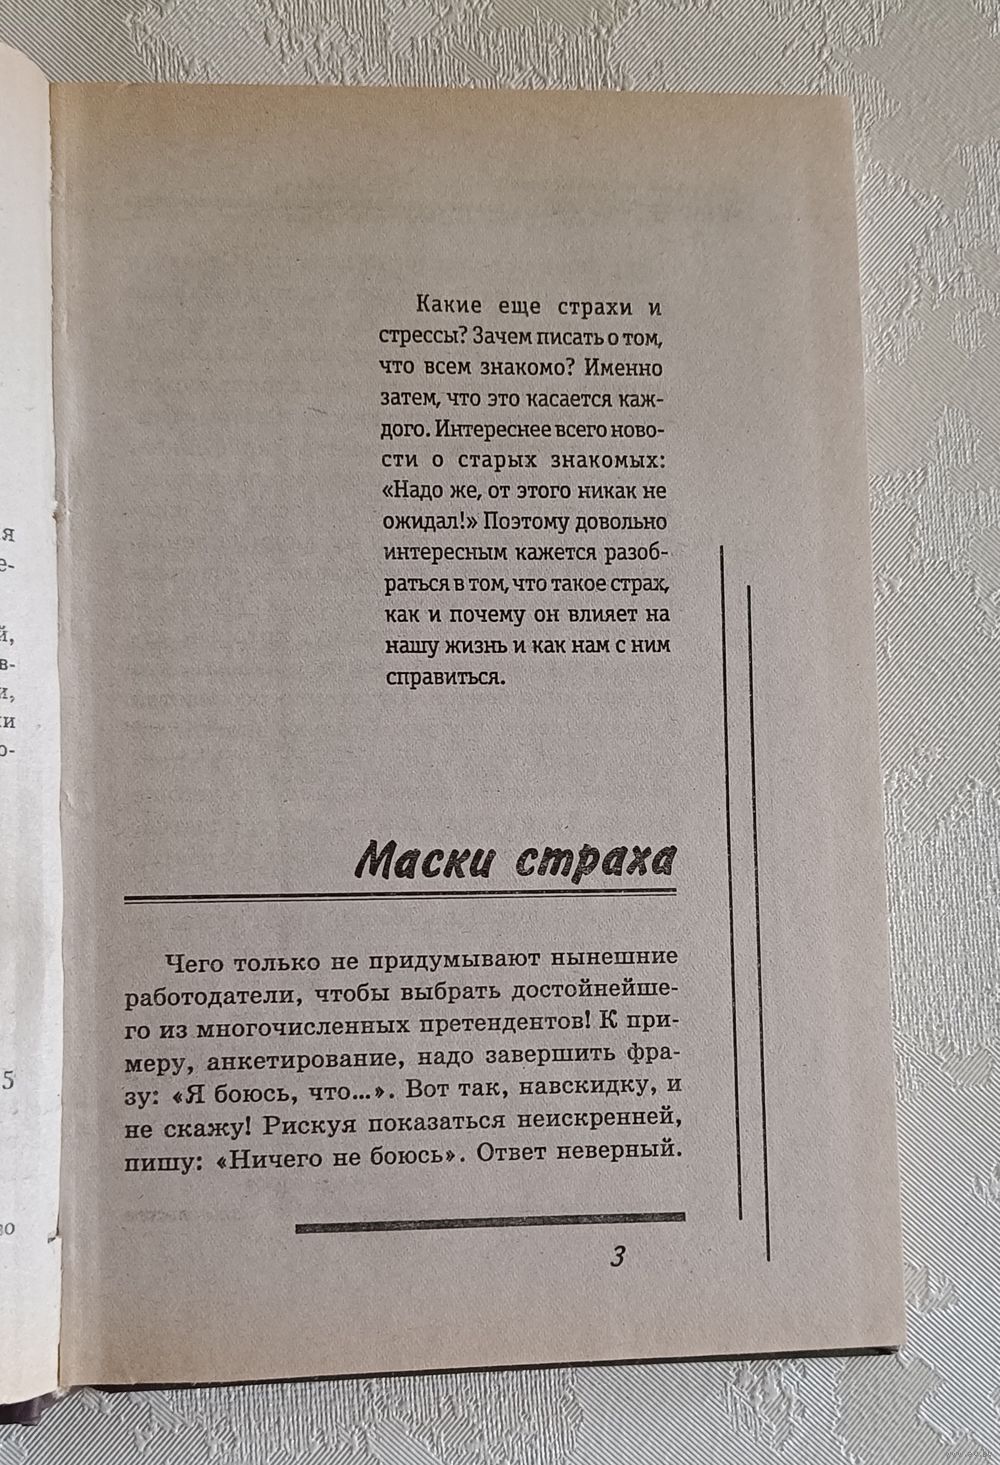 я
е-
й,
в-
и,
ми
о-
5
во
Какие еще страхи и
стрессы? Зачем писать о том,
что всем знакомо? Именно
затем, что это касается каж-
дого. Интереснее всего ново-
сти о старых знакомых:
«Надо же, от этого никак не
ожидал!» Поэтому довольно
интересным кажется разоб-
раться в том, что такое страх,
как и почему он влияет на
нашу жизнь и как нам с ним
справиться.
Маски страха
Чего только не придумывают нынешние
работодатели, чтобы выбрать достойнейше-
го из многочисленных претендентов! К при-
меру, анкетирование, надо завершить фра-
зу: «Я боюсь, что...». Вот так, навскидку, и
не скажу! Рискуя показаться неискренней,
пишу: «Ничего не боюсь». Ответ неверный.
3